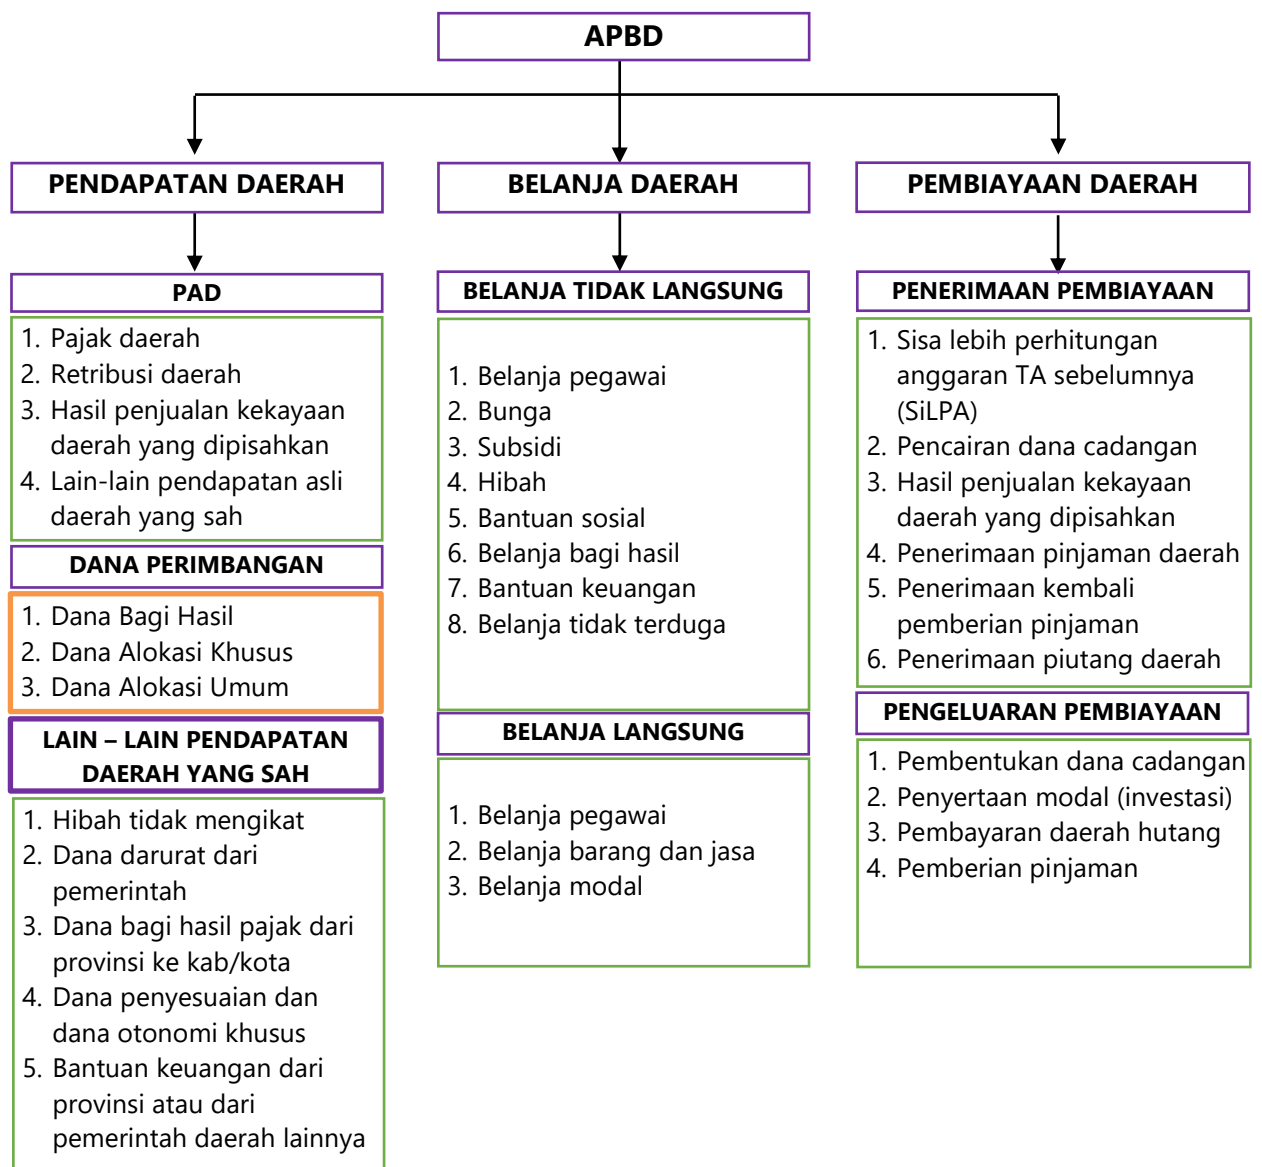 APBD
PENDAPATAN DAERAH
PAD
1. Pajak daerah
2. Retribusi daerah
3. Hasil penjualan kekayaan
daerah yang dipisahkan
4. Lain-lain pendapatan asli
daerah yang sah
DANA PERIMBANGAN
1. Dana Bagi Hasil
2. Dana Alokasi Khusus
3. Dana Alokasi Umum
LAIN – LAIN PENDAPATAN
DAERAH YANG SAH
1. Hibah tidak mengikat
2. Dana darurat dari
pemerintah
3. Dana bagi hasil pajak dari
provinsi ke kab/kota
4. Dana penyesuaian dan
dana otonomi khusus
5. Bantuan keuangan dari
provinsi atau dari
pemerintah daerah lainnya
BELANJA DAERAH
BELANJA TIDAK LANGSUNG
1. Belanja pegawai
2. Bunga
3. Subsidi
4. Hibah
5. Bantuan sosial
6. Belanja bagi hasil
7. Bantuan keuangan
8. Belanja tidak terduga
BELANJA LANGSUNG
1. Belanja pegawai
2. Belanja barang dan jasa
3. Belanja modal
PEMBIAYAAN DAERAH
PENERIMAAN PEMBIAYAAN
1. Sisa lebih perhitungan
anggaran TA sebelumnya
(SiLPA)
2. Pencairan dana cadangan
3. Hasil penjualan kekayaan
daerah yang dipisahkan
4. Penerimaan pinjaman daerah
5. Penerimaan kembali
pemberian pinjaman
6. Penerimaan piutang daerah
PENGELUARAN PEMBIAYAAN
1. Pembentukan dana cadangan
2. Penyertaan modal (investasi)
3. Pembayaran daerah hutang
4. Pemberian pinjaman